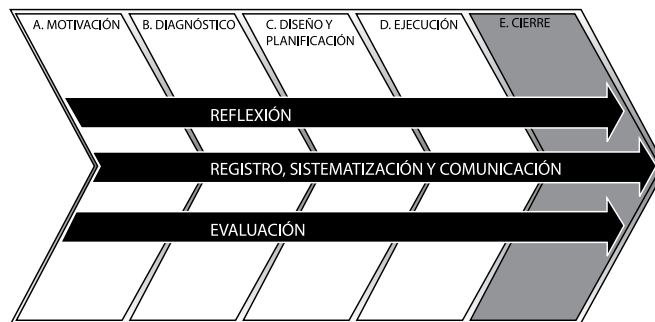 A. MOTIVACIÓN
B. DIAGNÓSTICO
C. DISEÑO Y
PLANIFICACIÓN
D. EJECUCIÓN
E. CIERRE
REFLEXIÓN
REGISTRO, SISTEMATIZACIÓN Y COMUNICACIÓN
EVALUACIÓN